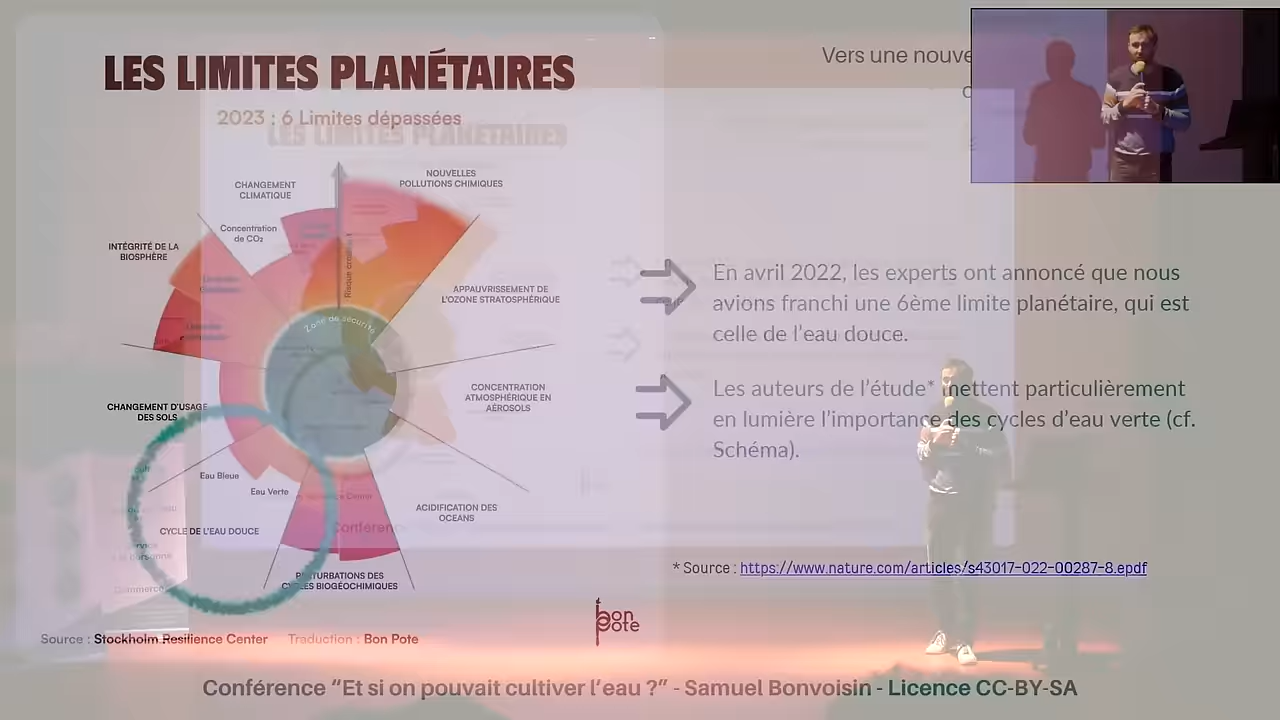 LES LIMITES PLANÉTAIRES
2023 : 6 Limites dépassées
LES LIMITES PLANÉTAIRES
Vers une nouve
CHANGEMENT
CLIMATIQUE
NOUVELLES
POLLUTIONS CHIMIQUES
Concentration
de CO₂
INTÉGRITÉ DE LA
BIOSPHÈRE
Zone de sécurité
APPAUVRISSEMENT DE
L'OZONE STRATOSPHÉRIQUE
CHANGEMENT D'USAGE
DES SOLS
CONCENTRATION
ATMOSPHÉRIQUE EN
AÉROSOLS
Eau Bleue
Eau Verte
CYCLE DE L'EAU DOUCE
ACIDIFICATION DES
OCEANS
PERTURBATIONS DES
CYCLES BIOGÉOCHIMIQUES
En avril 2022, les experts ont annoncé que nous
avions franchi une 6ème limite planétaire, qui est
celle de l'eau douce.
Les auteurs de l'étude* mettent particulièrement
en lumière l'importance des cycles d'eau verte (cf.
Schéma).
* Source : https://www.nature.com/articles/s43017-022-00287-8.epdf
Source : Stockholm Resilience Center Traduction : Bon Pote
bon
pote
Conférence “Et si on pouvait cultiver l'eau ?” - Samuel Bonvoisin - Licence CC-BY-SA